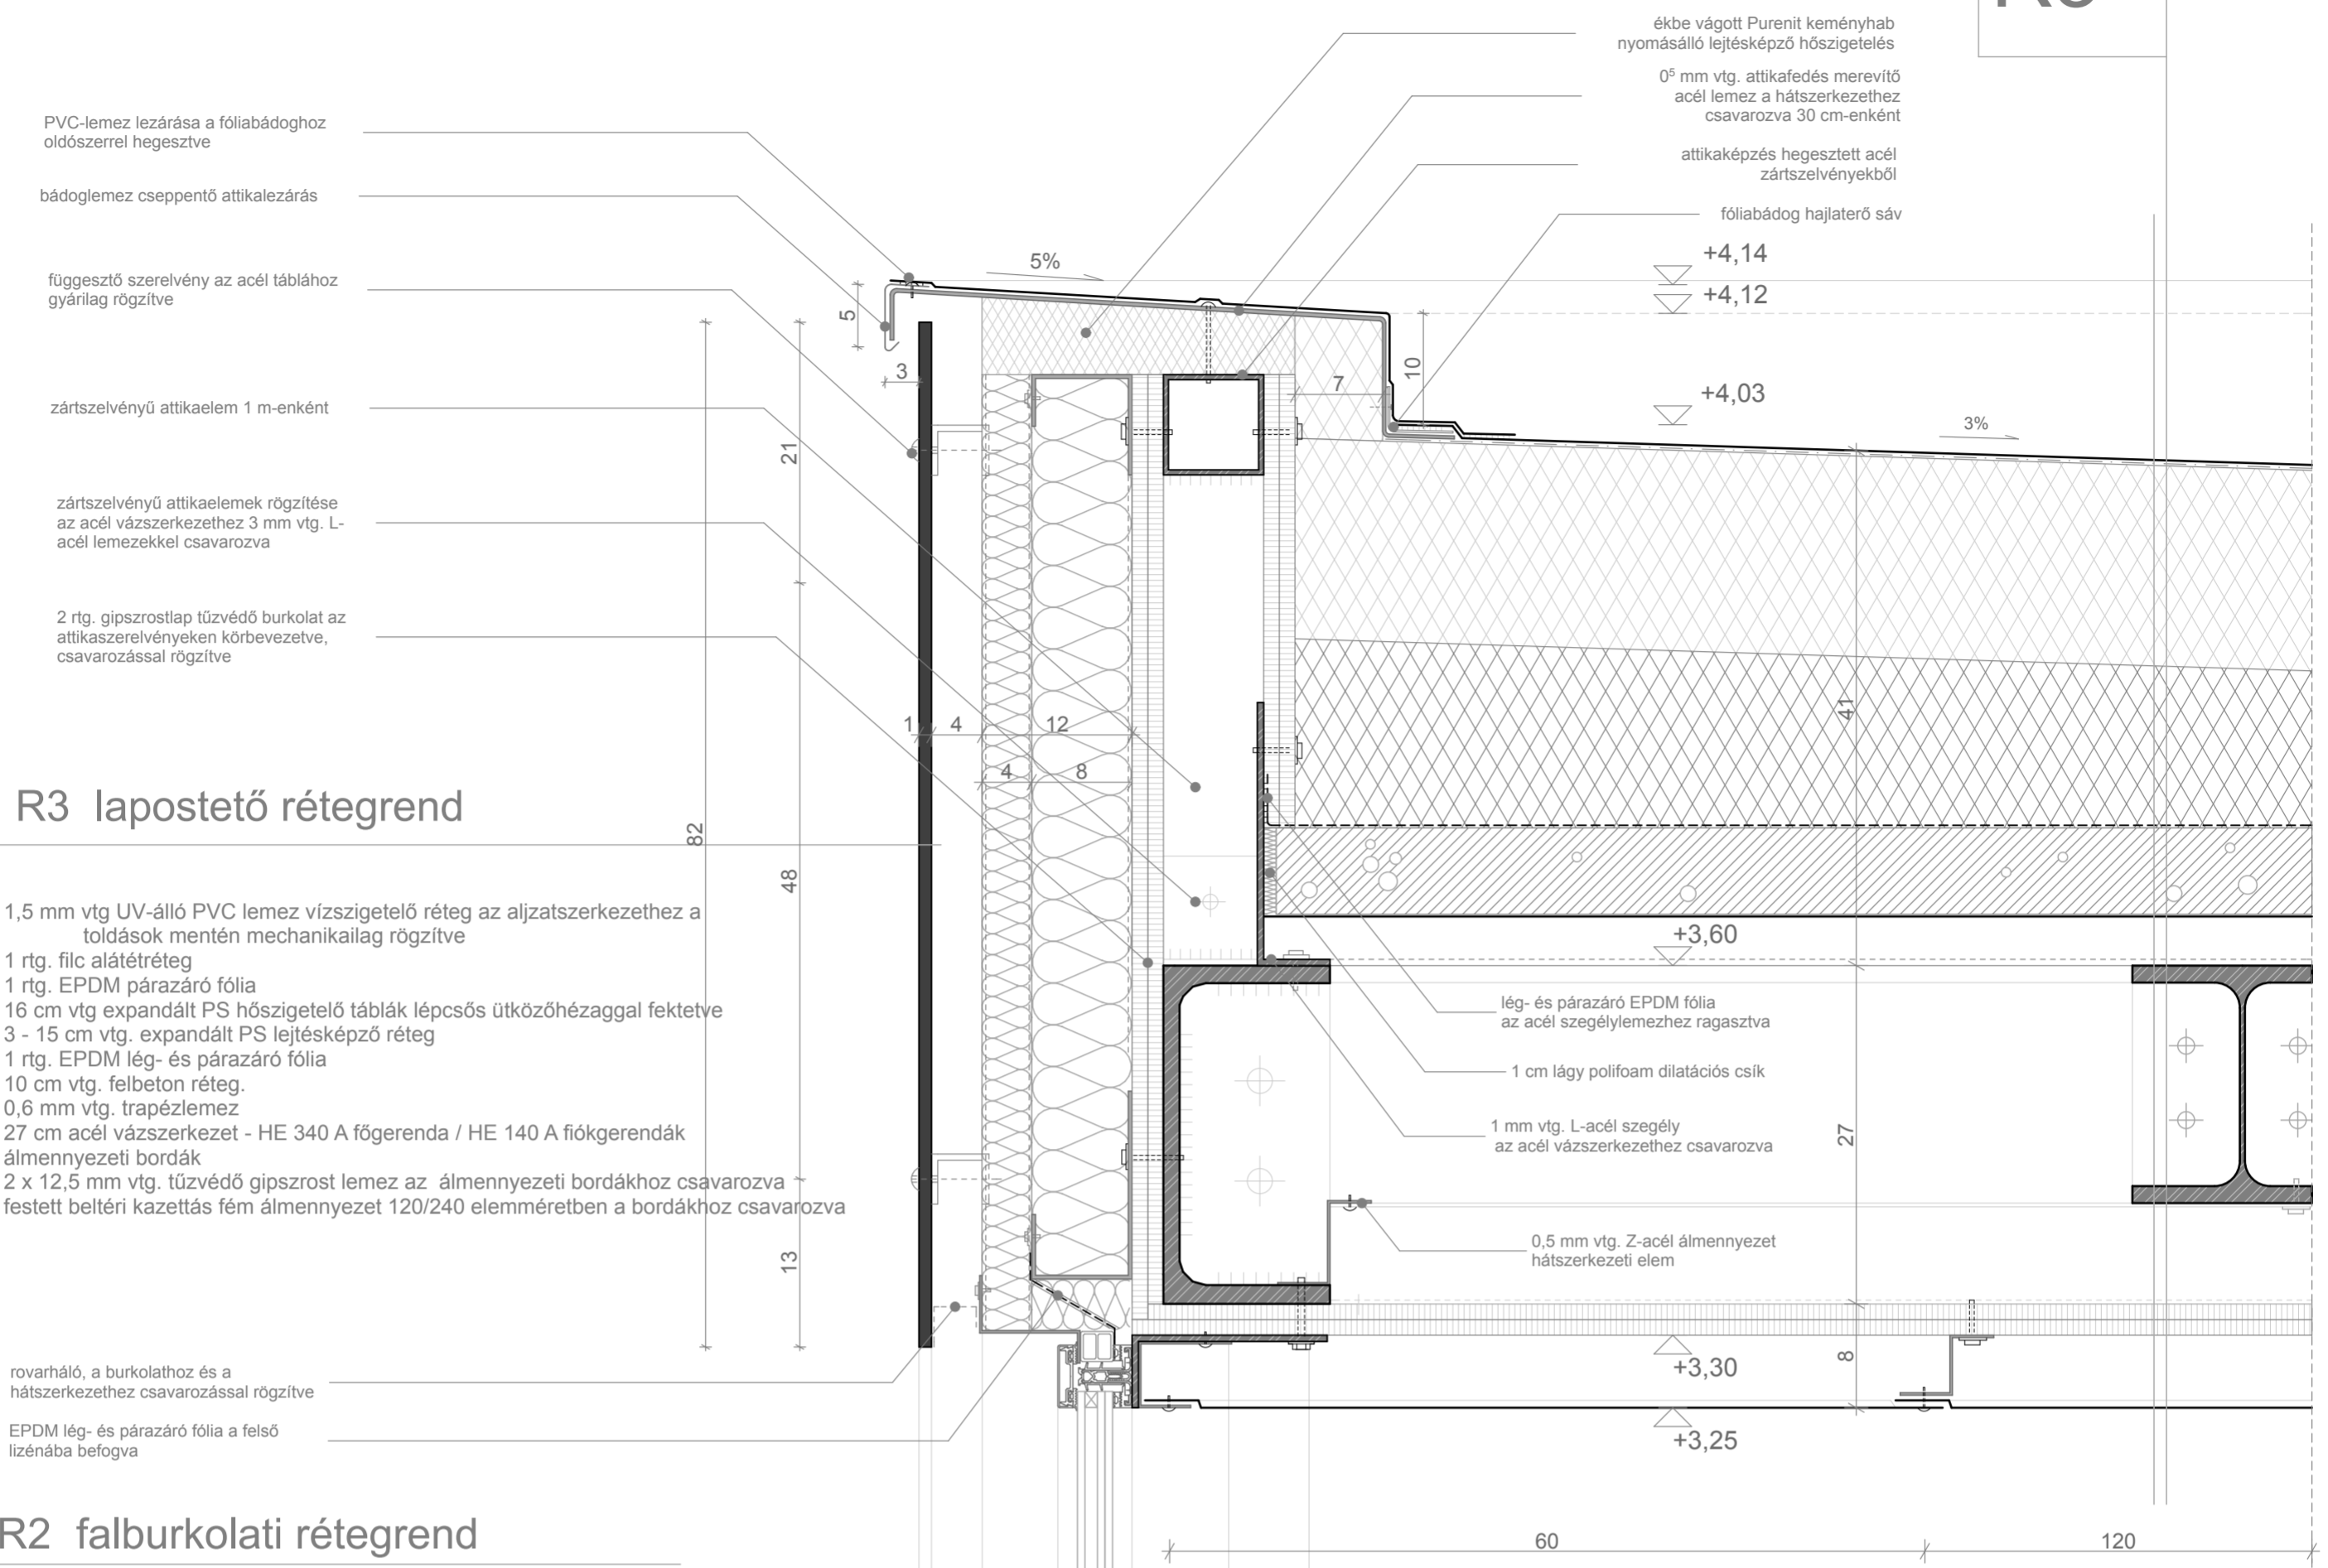 R3
ékbe vágott Purenit keményhab
nyomásálló lejtésképző hőszigetelés
0⁵ mm vtg. attikafedés merevítő
acél lemez a hátszerkezethez
csavarozva 30 cm-enként
attikaképzés hegesztett acél
zártszelvényekből
fóliabádog hajlaterő sáv
PVC-lemez lezárása a fóliabádoghoz
oldószerrel hegesztve
bádoglemez cseppentő attikalezárás
függesztő szerelvény az acél táblához
gyárilag rögzítve
zártszelvényű attikaelem 1 m-enként
zártszelvényű attikaelemek rögzítése
az acél vázszerkezethez 3 mm vtg. L-
acél lemezekkel csavarozva
2 rtg. gipszrostlap tűzvédő burkolat az
attikaszerelvényeken körbevezetve,
csavarozással rögzítve
5%
+4,14
+4,12
+4,03
3%
5
3
10
7
21
41
1
4
12
4
8
82
48
R3 lapostető rétegrend
1,5 mm vtg UV-álló PVC lemez vízszigetelő réteg az aljzatszerkezethez a
toldások mentén mechanikailag rögzítve
1 rtg. filc alátétréteg
1 rtg. EPDM párazáró fólia
16 cm vtg expandált PS hőszigetelő táblák lépcsős ütközőhézaggal fektetve
3 - 15 cm vtg. expandált PS lejtésképző réteg
1 rtg. EPDM lég- és párazáró fólia
10 cm vtg. felbeton réteg.
0,6 mm vtg. trapézlemez
27 cm acél vázszerkezet - HE 340 A főgerenda / HE 140 A fiókgerendák
álmennyezeti bordák
2 x 12,5 mm vtg. tűzvédő gipszrost lemez az álmennyezeti bordákhoz csavarozva
festett beltéri kazettás fém álmennyezet 120/240 elemméretben a bordákhoz csavarozva
+3,60
lég- és párazáró EPDM fólia
az acél szegélylemezhez ragasztva
1 cm lágy polifoam dilatációs csík
1 mm vtg. L-acél szegély
az acél vázszerkezethez csavarozva
27
0,5 mm vtg. Z-acél álmennyezet
hátszerkezeti elem
13
+3,30
8
+3,25
rovarháló, a burkolathoz és a
hátszerkezethez csavarozással rögzítve
EPDM lég- és párazáró fólia a felső
lizénába befogva
R2 falburkolati rétegrend
60
120